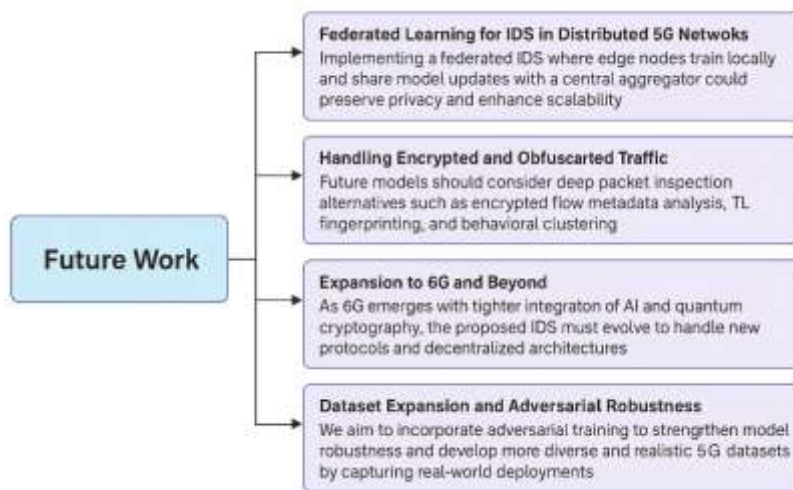 Federated Learning for IDS in Distributed 5G Netwoks
Implementing a federated IDS where edge nodes train locally
and share model updates with a central aggregator could
preserve privacy and enhance scalability
Handling Encrypted and Obfuscarted Traffic
Future models should consider deep packet inspection
alternatives such as encrypted flow metadata analysis, TL
fingerprinting, and behavioral clustering
Future Work
Expansion to 6G and Beyond
As 6G emerges with tighter integraton of AI and quantum
cryptography, the proposed IDS must evolve to handle new
protocols and decentralized architectures
Dataset Expansion and Adversarial Robustness
We aim to incorporate adversarial training to strengthen model
robustness and develop more diverse and realistic 5G datasets
by capturing real-world deployments